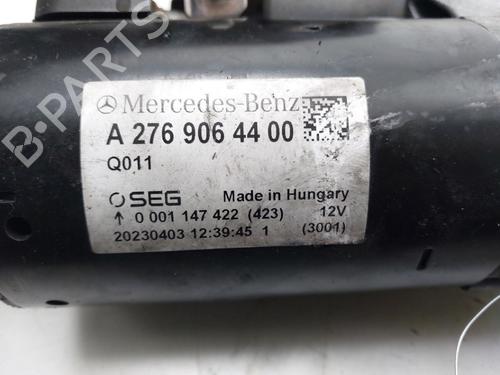 Mercedes-Benz
A 276 906 44 00
Q011
SEG Made in Hungary
↑ 0 001 147 422 (423) 12V
20230403 12:39:45 1 (3001)
B-PARTS